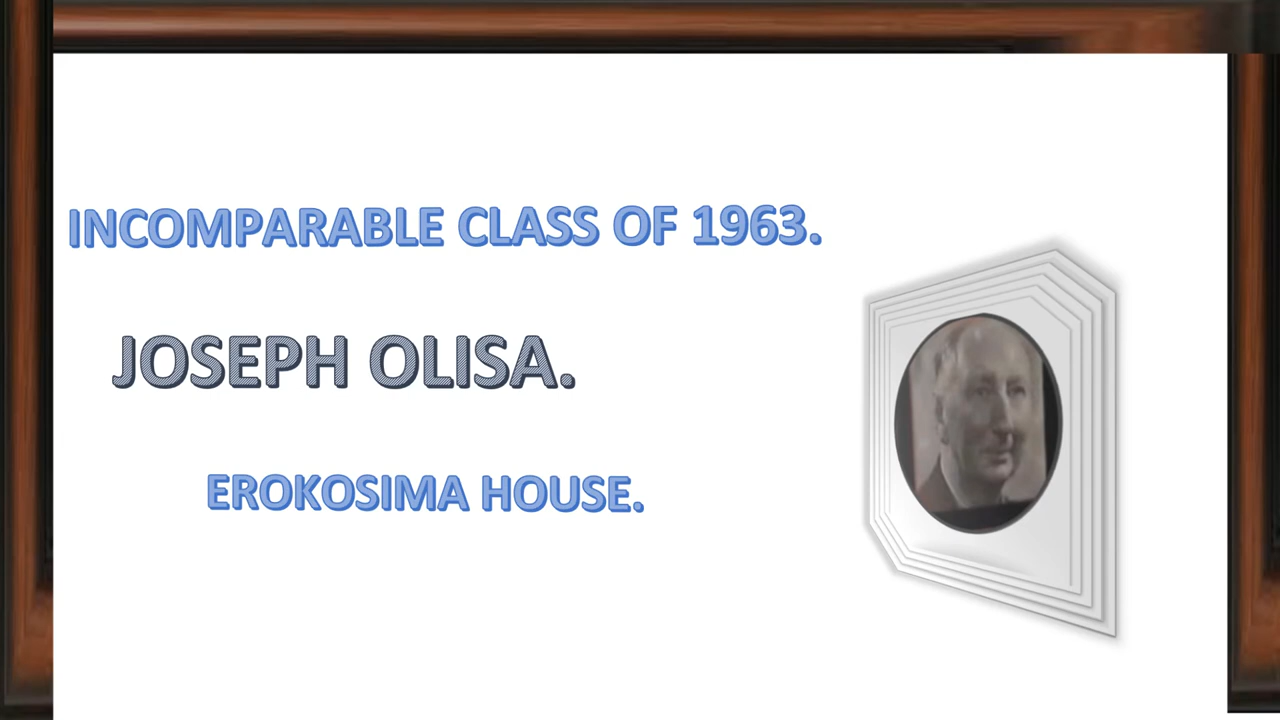 INCOMPARABLE CLASS OF 1963.
JOSEPH OLISA.
EROKOSIMA HOUSE.